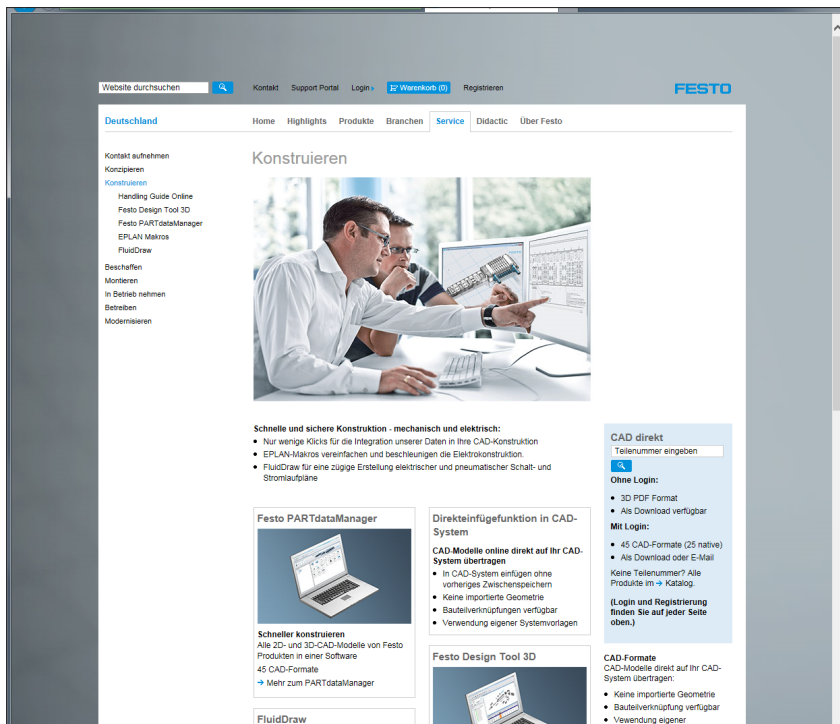 Website durchsuchen
Kontakt Support Portal Login Warenkorb (0) Registrieren
FESTO
Deutschland
Home Highlights Produkte Branchen Service Didactic Über Festo
Kontakt aufnehmen
Konzipieren
Konstruieren
Handling Guide Online
Festo Design Tool 3D
Festo PARTdataManager
EPLAN Makros
FluidDraw
Beschaffen
Montieren
In Betrieb nehmen
Betreiben
Modernisieren
Konstruieren
Schnelle und sichere Konstruktion - mechanisch und elektrisch:
• Nur wenige Klicks für die Integration unserer Daten in Ihre CAD-Konstruktion
• EPLAN-Makros vereinfachen und beschleunigen die Elektrokonstruktion.
• FluidDraw für eine zügige Erstellung elektrischer und pneumatischer Schalt- und
Stromlaufpläne
Festo PARTdataManager
Schneller konstruieren
Alle 2D- und 3D-CAD-Modelle von Festo
Produkten in einer Software
45 CAD-Formate
→ Mehr zum PARTdataManager
FluidDraw
Direkteinfügefunktion in CAD-
System
CAD-Modelle online direkt auf Ihr CAD-
System übertragen
• In CAD-System einfügen ohne
vorheriges Zwischenspeichern
• Keine importierte Geometrie
• Bauteilverknüpfungen verfügbar
• Verwendung eigener Systemvorlagen
Festo Design Tool 3D
CAD direkt
Teilenummer eingeben
Ohne Login:
• 3D PDF Format
• Als Download verfügbar
Mit Login:
• 45 CAD-Formate (25 native)
• Als Download oder E-Mail
Keine Teilenummer? Alle
Produkte im → Katalog.
(Login und Registrierung
finden Sie auf jeder Seite
oben.)
CAD-Formate
CAD-Modelle direkt auf Ihr CAD-
System übertragen:
• Keine importierte Geometrie
• Bauteilverknüpfung verfügbar
• Vewendung eigener